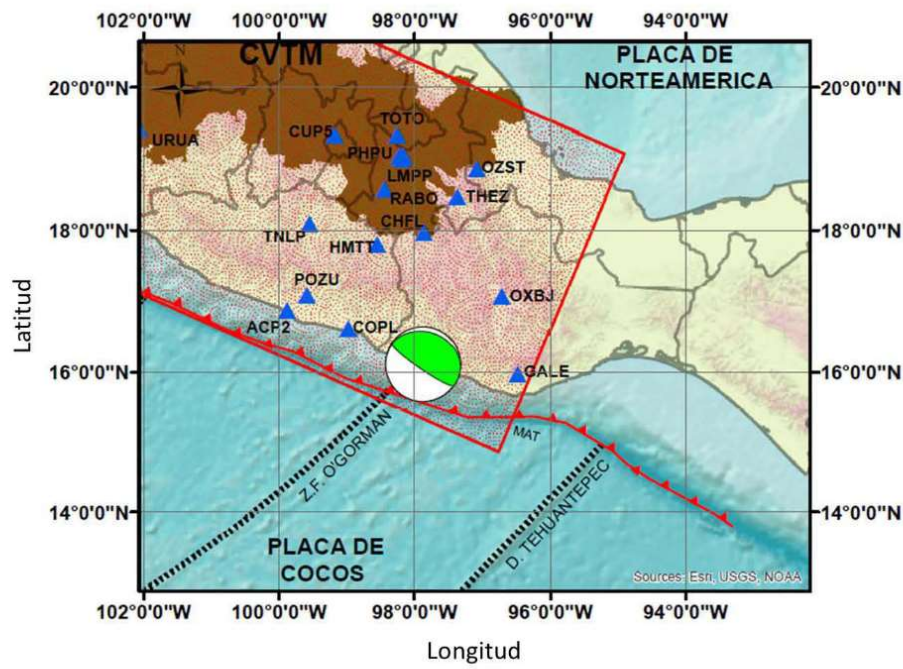 102°0'0"W 100°0'0"W 98°0'0"W 96°0'0"W 94°0'0"W
N
CVTM
PLACA DE
NORTEAMERICA
20°0'0"N 20°0'0"N
TOTO
CUP5
URUA
PHPU
OZST
LMPP
RABO
THEZ
CHFL
18°0'0"N 18°0'0"N
TNLP
HMTT
POZU
OXBJ
ACP2
COPL
Latitud
16°0'0"N 16°0'0"N
GALE
MAT
Z.F. O'GORMAN
D. TEHUANTEPEC
14°0'0"N 14°0'0"N
PLACA DE
COCOS
Sources: Esri, USGS, NOAA
102°0'0"W 100°0'0"W 98°0'0"W 96°0'0"W 94°0'0"W
Longitud